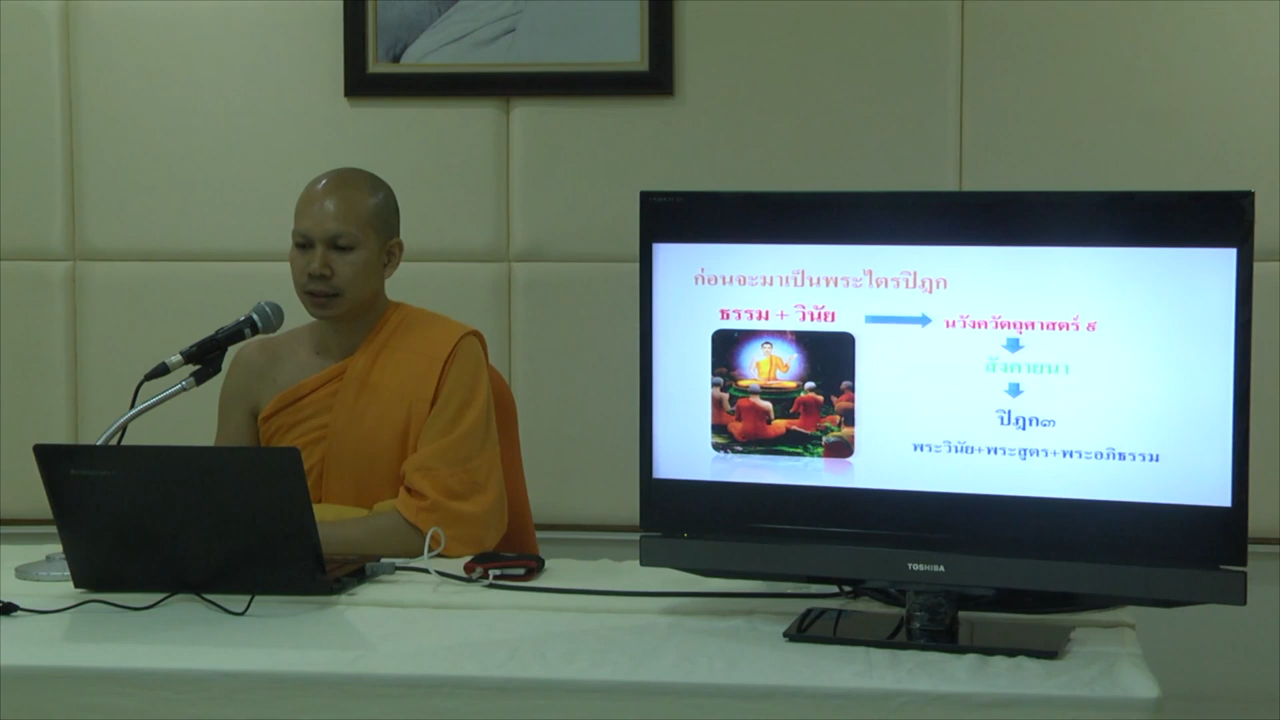 ก่อนจะมาเป็นพระไตรปิฎก
ธรรม + วินัย
นวังคสัตถุศาสตร์ ๙
สังคายนา
ปิฎก๓
พระวินัย+พระสูตร+พระอภิธรรม
TOSHIBA